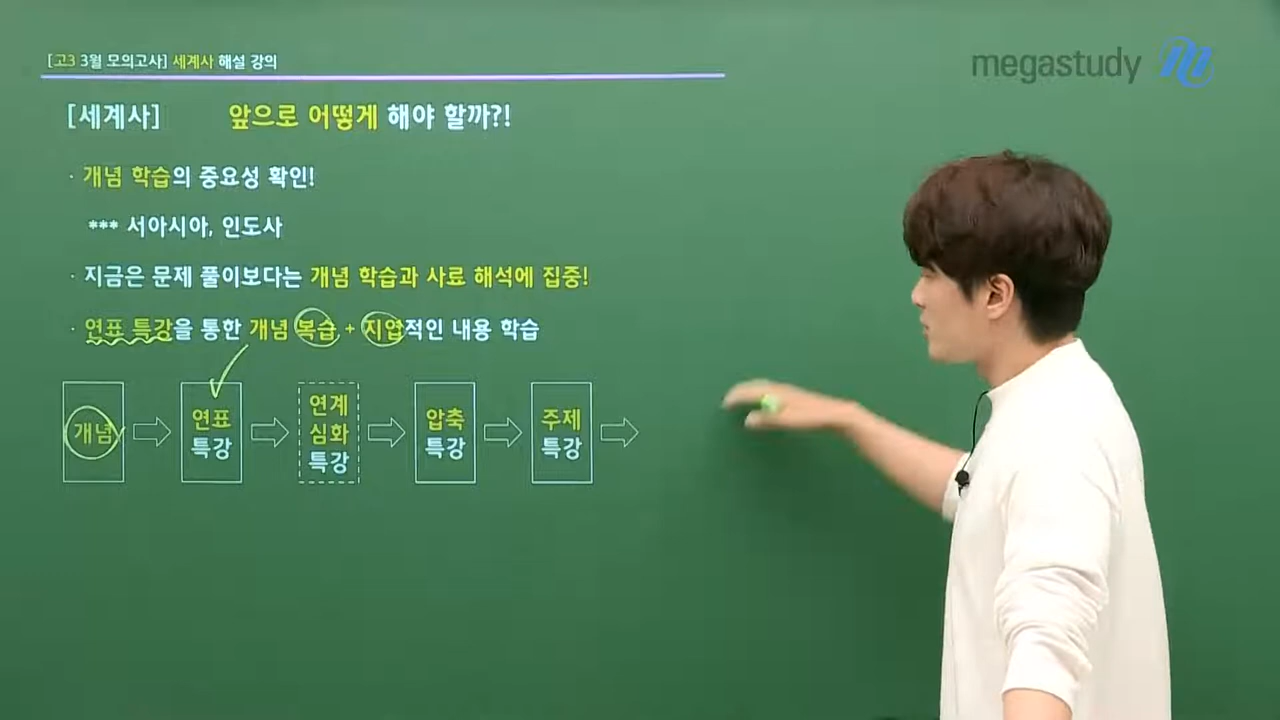 [고3 3월 모의고사] 세계사 해설 강의
megastudy
[세계사] 앞으로 어떻게 해야 할까?!
· 개념 학습의 중요성 확인!
*** 서아시아, 인도사
· 지금은 문제 풀이보다는 개념 학습과 사료 해석에 집중!
· 연표 특강을 통한 개념 복습 + 지엽적인 내용 학습
개념
연표
특강
연계
심화
특강
압축
특강
주제
특강